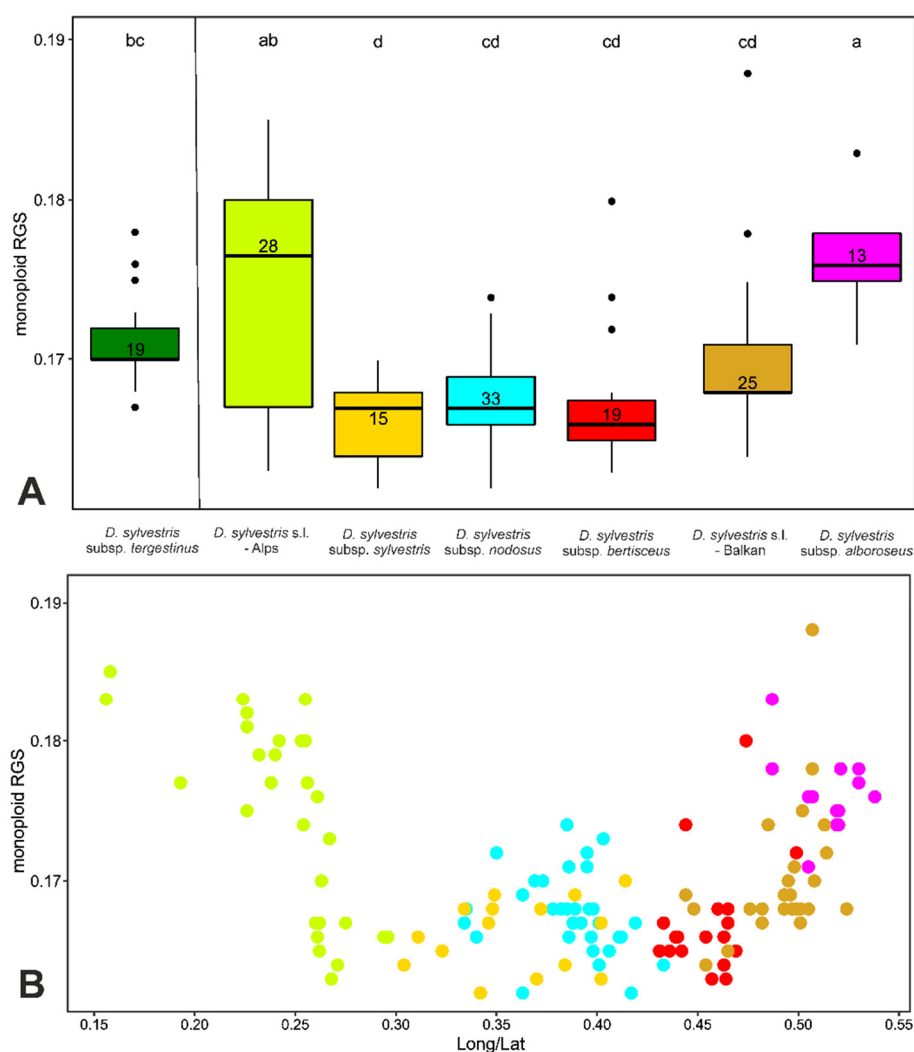 A
0.19
bc ab d cd cd cd a
0.18
0.17
monoploid RGS
19 28 15 33 19 25 13
D. sylvestris D. sylvestris s.l. D. sylvestris D. sylvestris D. sylvestris D. sylvestris s.l. D. sylvestris
subsp. tergestinus - Alps subsp. sylvestris subsp. nodosus subsp. bertisceus - Balkan subsp. alboroseus
0.19
0.18
0.17
monoploid RGS
B
0.15 0.20 0.25 0.30 0.35 0.40 0.45 0.50 0.55
Long/Lat